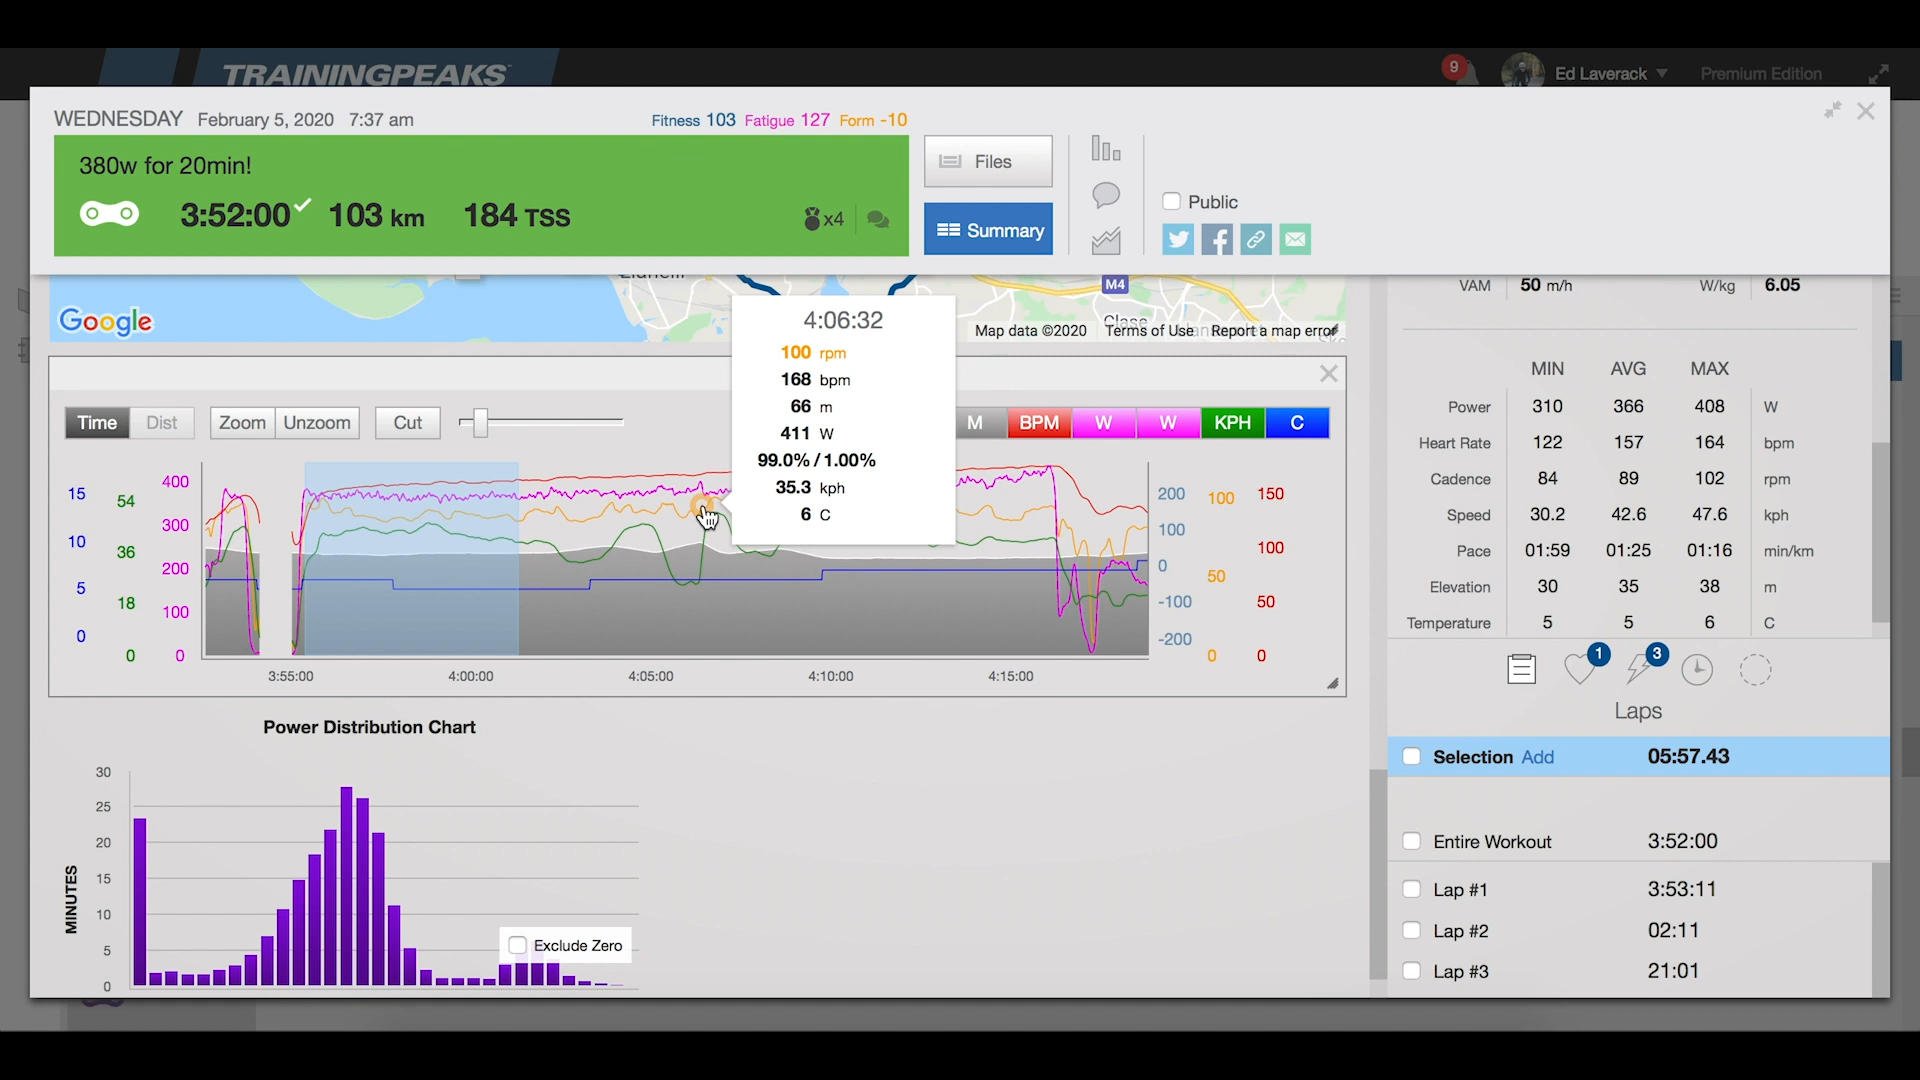 TRAININGPEAKS
9
Ed Laverack
Premium Edition
WEDNESDAY February 5, 2020 7:37 am
Fitness 103 Fatigue 127 Form -10
380w for 20min!
3:52:00 103 km 184 TSS
x4
Files
Summary
Public
Google
M4
Clase
Map data ©2020 Terms of Use Report a map error
4:06:32
100 rpm
168 bpm
66 m
411 W
99.0% / 1.00%
35.3 kph
6 C
Time Dist Zoom Unzoom Cut
M BPM W W KPH C
15 10 5 0
54 36 18 0
400 300 200 100 0
200 100 0 -100 -200
100 50 0
150 100 50 0
3:55:00 4:00:00 4:05:00 4:10:00 4:15:00
Power Distribution Chart
MINUTES
30
25
20
15
10
5
0
Exclude Zero
VAM 50 m/h W/kg 6.05
MIN AVG MAX
Power 310 366 408 W
Heart Rate 122 157 164 bpm
Cadence 84 89 102 rpm
Speed 30.2 42.6 47.6 kph
Pace 01:59 01:25 01:16 min/km
Elevation 30 35 38 m
Temperature 5 5 6 C
1 3
Laps
Selection Add 05:57.43
Entire Workout 3:52:00
Lap #1 3:53:11
Lap #2 02:11
Lap #3 21:01